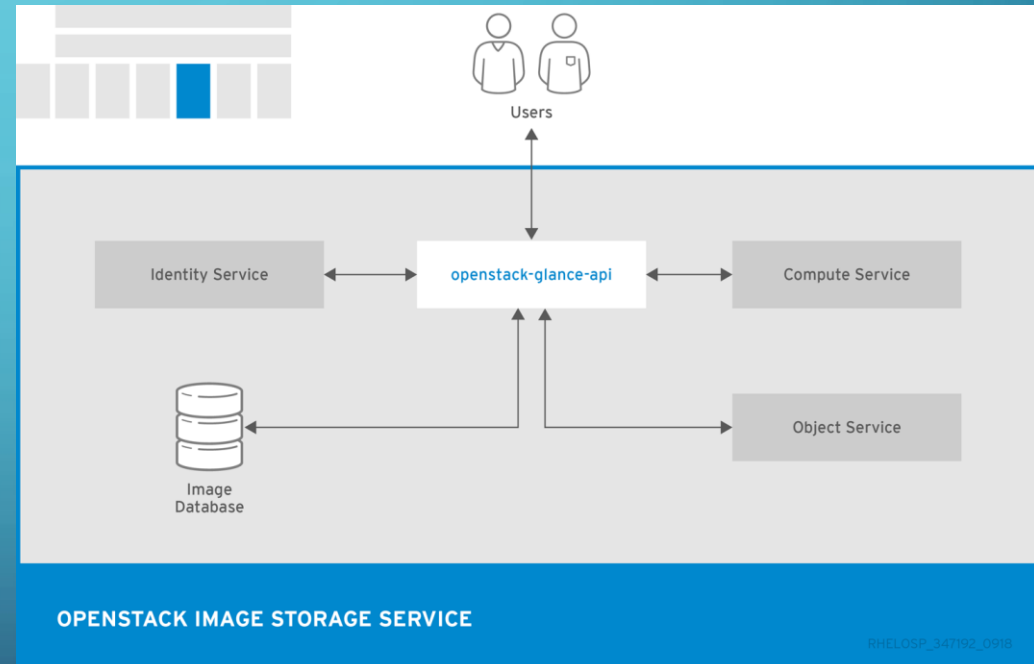 Users
Identity Service
openstack-glance-api
Compute Service
Object Service
Image
Database
OPENSTACK IMAGE STORAGE SERVICE
RHELOSP_347192_0918